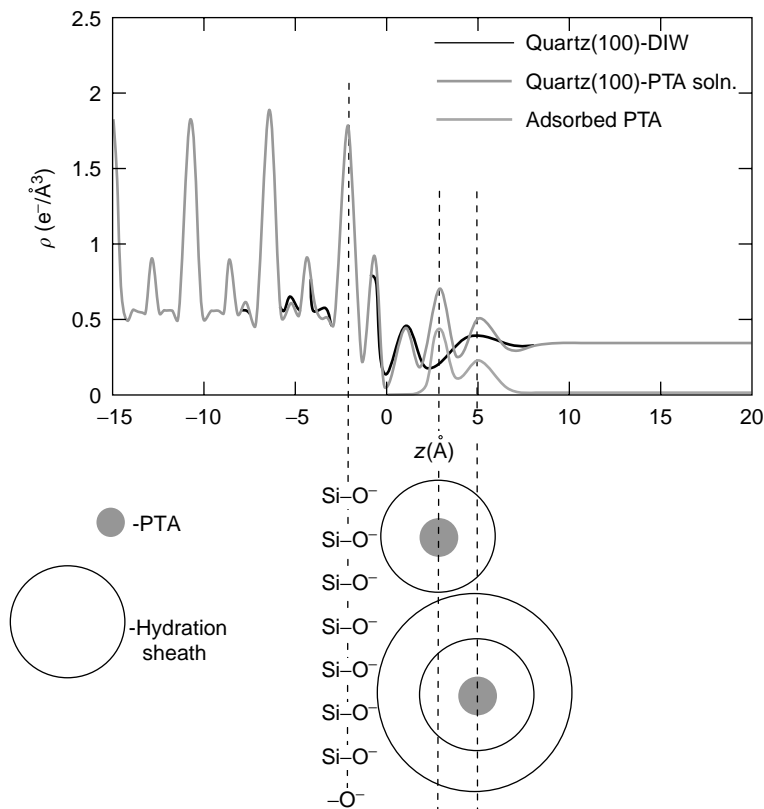 2.5
2
1.5
1
0.5
0
ρ (e⁻/Å³)
Quartz(100)-DIW
Quartz(100)-PTA soln.
Adsorbed PTA
−15 −10 −5 0 5 10 15 20
z(Å)
-PTA
-Hydration
sheath
Si–O⁻
Si–O⁻
Si–O⁻
Si–O⁻
Si–O⁻
Si–O⁻
Si–O⁻
–O⁻